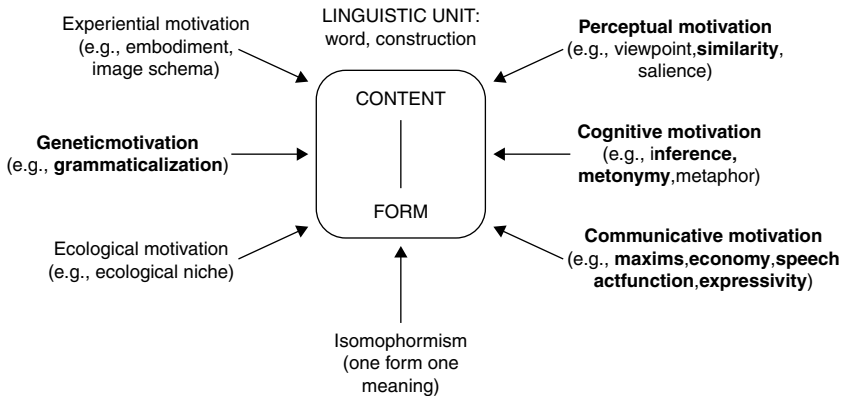 Experiential motivation
(e.g., embodiment,
image schema)
LINGUISTIC UNIT:
word, construction
Perceptual motivation
(e.g., viewpoint,similarity,
salience)
CONTENT
Geneticmotivation
(e.g., grammaticalization)
Cognitive motivation
(e.g., inference,
metonymy,metaphor)
FORM
Ecological motivation
(e.g., ecological niche)
Communicative motivation
(e.g., maxims,economy,speech
actfunction,expressivity)
Isomophormism
(one form one
meaning)